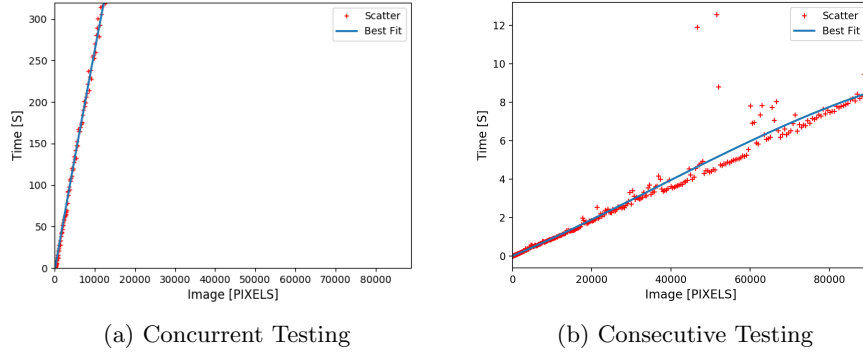 300
250
200
150
100
50
0
Time [S]
Scatter
Best Fit
0 10000 20000 30000 40000 50000 60000 70000 80000
Image [PIXELS]
(a) Concurrent Testing
12
10
8
6
4
2
0
Time [S]
Scatter
Best Fit
0 20000 40000 60000 80000
Image [PIXELS]
(b) Consecutive Testing